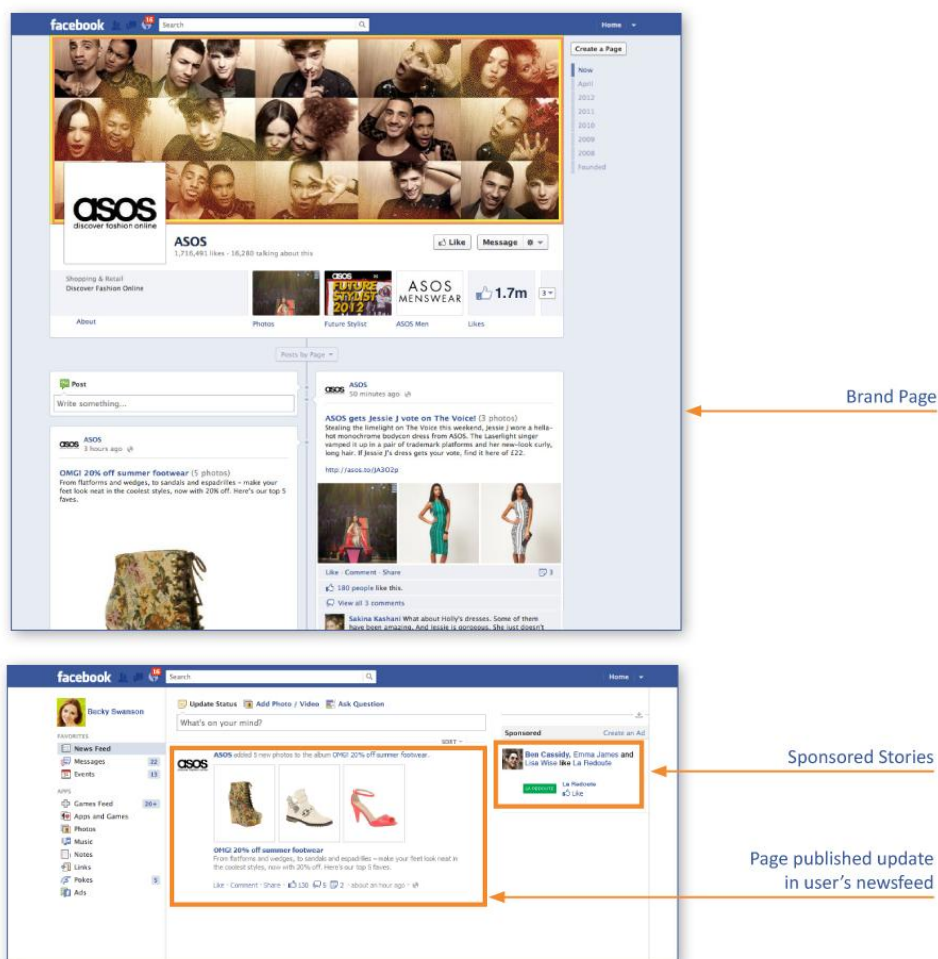 facebook
16
Search
Home
Create a Page
Now
April
2012
2011
2010
2009
2008
Founded
asos
discover fashion online
ASOS
1,716,491 likes · 16,280 talking about this
Like
Message
Shopping & Retail
Discover Fashion Online
About
Photos
asos
FUTURE
STYLIST
2012
Future Stylist
ASOS
MENSWEAR
ASOS Men
1.7m
Likes
3
Posts by Page
Post
Write something...
asos
ASOS
3 hours ago
OMG! 20% off summer footwear (5 photos)
From flatforms and wedges, to sandals and espadrilles – make your
feet look neat in the coolest styles, now with 20% off. Here's our top 5
faves.
asos
ASOS
50 minutes ago
ASOS gets Jessie J vote on The Voice! (3 photos)
Stealing the limelight on The Voice this weekend, Jessie J wore a hella-
hot monochrome bodycon dress from ASOS. The Laserlight singer
vamped it up in a pair of trademark platforms and her new-look curly,
long hair. If Jessie J's dress gets your vote, find it here of £22.
http://asos.to/JA3O2p
Like · Comment · Share
3
180 people like this.
View all 3 comments
Sakina Kashani What about Holly's dresses. Some of them
have been amazing. And jessie is gorgeous. She just doesn't
Brand Page
facebook
16
Search
Home
Becky Swanson
FAVORITES
News Feed
Messages 22
Events 13
APPS
Games Feed 20+
Apps and Games
Photos
Music
Notes
Links
Pokes 5
Ads
Update Status Add Photo / Video Ask Question
What's on your mind?
SORT
asos
ASOS added 5 new photos to the album OMG! 20% off summer footwear.
OMG! 20% off summer footwear
From flatforms and wedges, to sandals and espadrilles – make your feet look neat in
the coolest styles, now with 20% off. Here's our top 5 faves.
Like · Comment · Share · 130 5 2 · about an hour ago ·
Sponsored
Create an Ad
Ben Cassidy, Emma James and
Lisa Wise like La Redoute
LA REDOUTE
La Redoute
Like
Sponsored Stories
Page published update
in user's newsfeed